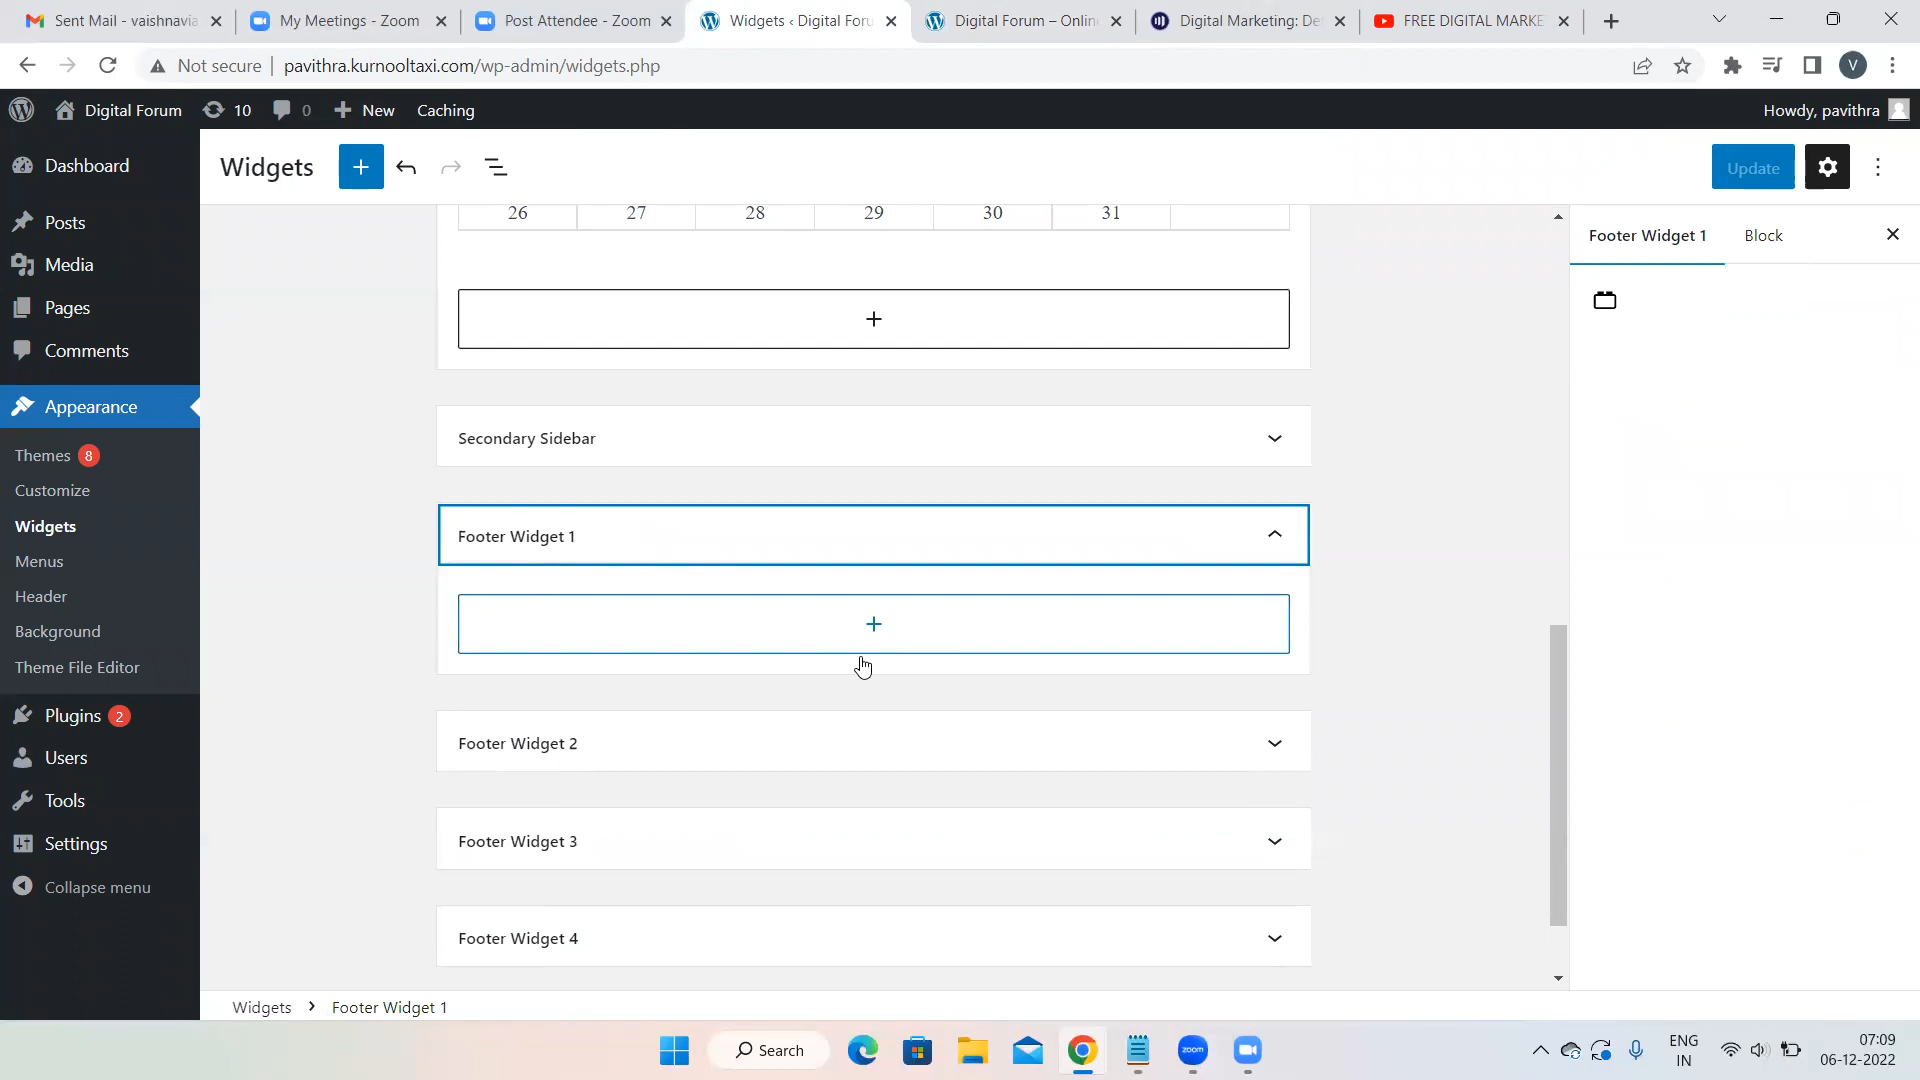 Sent Mail - vaishnavia
My Meetings - Zoom
Post Attendee - Zoom
Widgets ‹ Digital Foru
Digital Forum – Onlin
Digital Marketing: De
FREE DIGITAL MARKE
Not secure
pavithra.kurnooltaxi.com/wp-admin/widgets.php
V
Digital Forum
10
0
New
Caching
Howdy, pavithra
Dashboard
Posts
Media
Pages
Comments
Appearance
Themes 8
Customize
Widgets
Menus
Header
Background
Theme File Editor
Plugins 2
Users
Tools
Settings
Collapse menu
Widgets
Update
26 27 28 29 30 31
Secondary Sidebar
Footer Widget 1
Footer Widget 2
Footer Widget 3
Footer Widget 4
Footer Widget 1
Block
Widgets › Footer Widget 1
Search
zoom
ENG
IN
07:09
06-12-2022